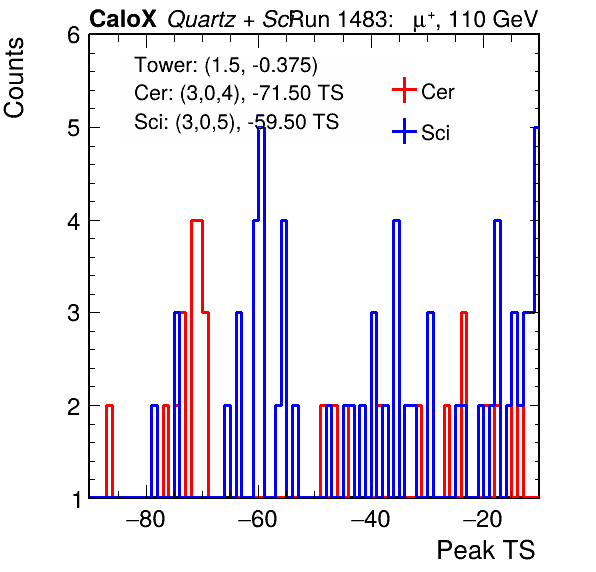 CaloX Quartz + Sci Run 1483: μ⁺, 110 GeV
Counts
Tower: (1.5, -0.375)
Cer: (3,0,4), -71.50 TS
Sci: (3,0,5), -59.50 TS
Cer
Sci
6
5
4
3
2
1
−80 −60 −40 −20
Peak TS